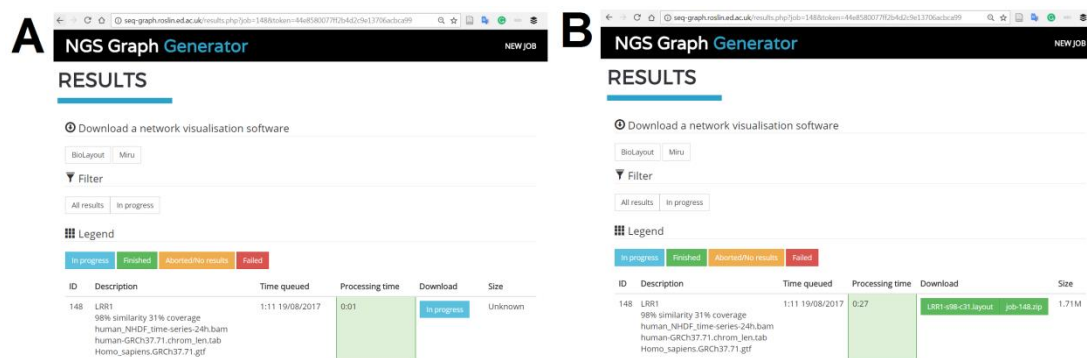 A
seq-graph.roslin.ed.ac.uk/results.php?job=148&token=44e8580077ff2b4d2c9e13706acbca99
NGS Graph Generator
NEW JOB
RESULTS
Download a network visualisation software
BioLayout Miru
Filter
All results In progress
Legend
In progress Finished Aborted/No results Failed
ID Description Time queued Processing time Download Size
148 LRR1 1:11 19/08/2017 0:01 In progress Unknown
98% similarity 31% coverage
human_NHDF_time-series-24h.bam
human-GRCh37.71.chrom_len.tab
Homo_sapiens.GRCh37.71.gtf
B
seq-graph.roslin.ed.ac.uk/results.php?job=148&token=44e8580077ff2b4d2c9e13706acbca99
NGS Graph Generator
NEW JOB
RESULTS
Download a network visualisation software
BioLayout Miru
Filter
All results In progress
Legend
In progress Finished Aborted/No results Failed
ID Description Time queued Processing time Download Size
148 LRR1 1:11 19/08/2017 0:27 LRR1-s98-c31.layout job-148.zip 1.71M
98% similarity 31% coverage
human_NHDF_time-series-24h.bam
human-GRCh37.71.chrom_len.tab
Homo_sapiens.GRCh37.71.gtf